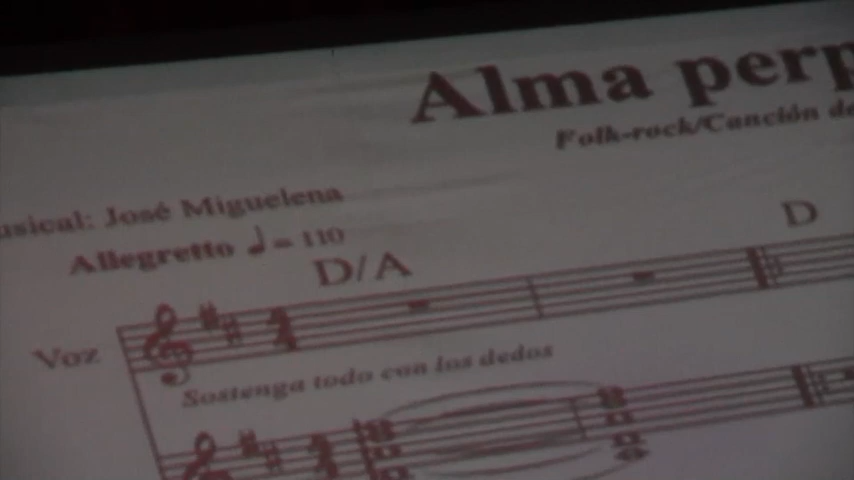 Alma perp
Folk-rock/Canción de
usical: José Miguelena
Allegretto ♩ = 110
D/A D
Voz
Sostenga todo con los dedos